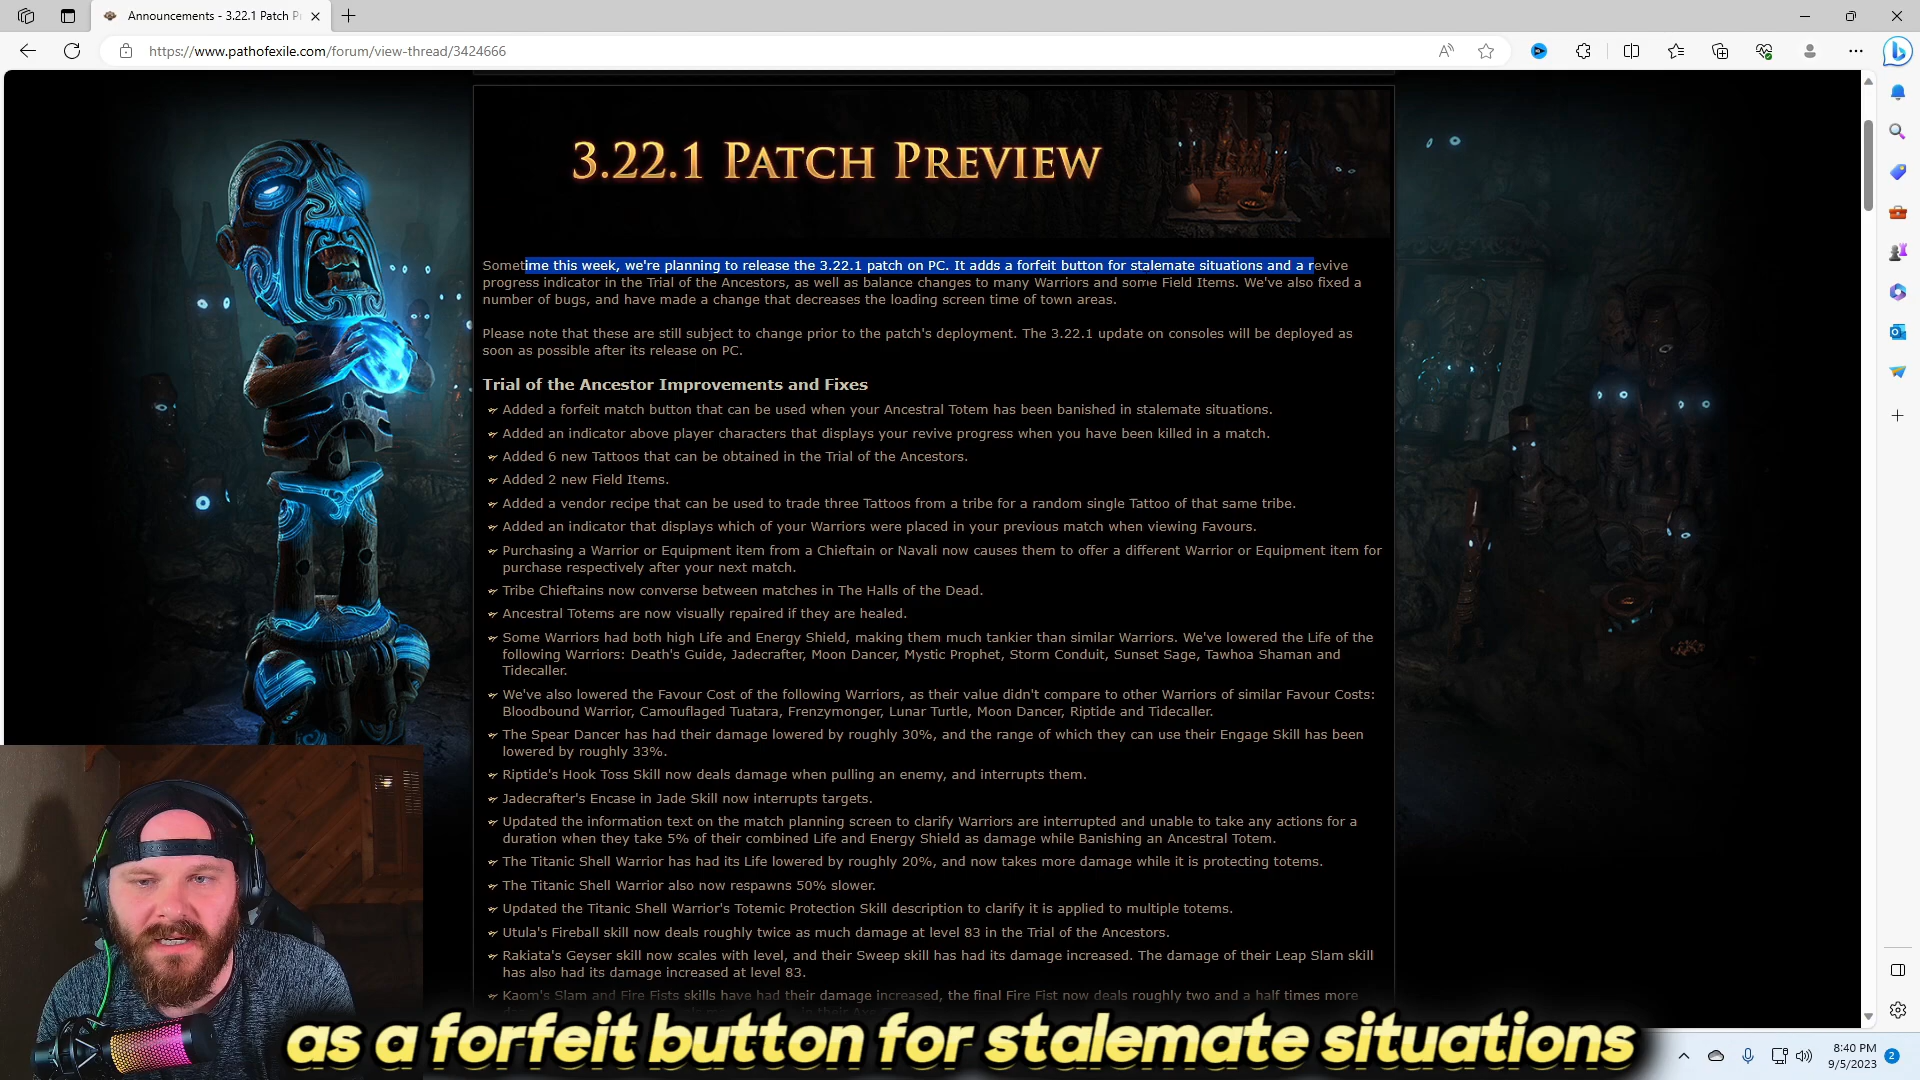 Announcements - 3.22.1 Patch P
https://www.pathofexile.com/forum/view-thread/3424666
3.22.1 Patch Preview
Sometime this week, we're planning to release the 3.22.1 patch on PC. It adds a forfeit button for stalemate situations and a revive
progress indicator in the Trial of the Ancestors, as well as balance changes to many Warriors and some Field Items. We've also fixed a
number of bugs, and have made a change that decreases the loading screen time of town areas.
Please note that these are still subject to change prior to the patch's deployment. The 3.22.1 update on consoles will be deployed as
soon as possible after its release on PC.
Trial of the Ancestor Improvements and Fixes
Added a forfeit match button that can be used when your Ancestral Totem has been banished in stalemate situations.
Added an indicator above player characters that displays your revive progress when you have been killed in a match.
Added 6 new Tattoos that can be obtained in the Trial of the Ancestors.
Added 2 new Field Items.
Added a vendor recipe that can be used to trade three Tattoos from a tribe for a random single Tattoo of that same tribe.
Added an indicator that displays which of your Warriors were placed in your previous match when viewing Favours.
Purchasing a Warrior or Equipment item from a Chieftain or Navali now causes them to offer a different Warrior or Equipment item for
purchase respectively after your next match.
Tribe Chieftains now converse between matches in The Halls of the Dead.
Ancestral Totems are now visually repaired if they are healed.
Some Warriors had both high Life and Energy Shield, making them much tankier than similar Warriors. We've lowered the Life of the
following Warriors: Death's Guide, Jadecrafter, Moon Dancer, Mystic Prophet, Storm Conduit, Sunset Sage, Tawhoa Shaman and
Tidecaller.
We've also lowered the Favour Cost of the following Warriors, as their value didn't compare to other Warriors of similar Favour Costs:
Bloodbound Warrior, Camouflaged Tuatara, Frenzymonger, Lunar Turtle, Moon Dancer, Riptide and Tidecaller.
The Spear Dancer has had their damage lowered by roughly 30%, and the range of which they can use their Engage Skill has been
lowered by roughly 33%.
Riptide's Hook Toss Skill now deals damage when pulling an enemy, and interrupts them.
Jadecrafter's Encase in Jade Skill now interrupts targets.
Updated the information text on the match planning screen to clarify Warriors are interrupted and unable to take any actions for a
duration when they take 5% of their combined Life and Energy Shield as damage while Banishing an Ancestral Totem.
The Titanic Shell Warrior has had its Life lowered by roughly 20%, and now takes more damage while it is protecting totems.
The Titanic Shell Warrior also now respawns 50% slower.
Updated the Titanic Shell Warrior's Totemic Protection Skill description to clarify it is applied to multiple totems.
Utula's Fireball skill now deals roughly twice as much damage at level 83 in the Trial of the Ancestors.
Rakiata's Geyser skill now scales with level, and their Sweep skill has had its damage increased. The damage of their Leap Slam skill
has also had its damage increased at level 83.
Kaom's Slam and Fire Fists skills have had their damage increased, the final Fire Fist now deals roughly two and a half times more
as a forfeit button for stalemate situations
8:40 PM
9/5/2023
2